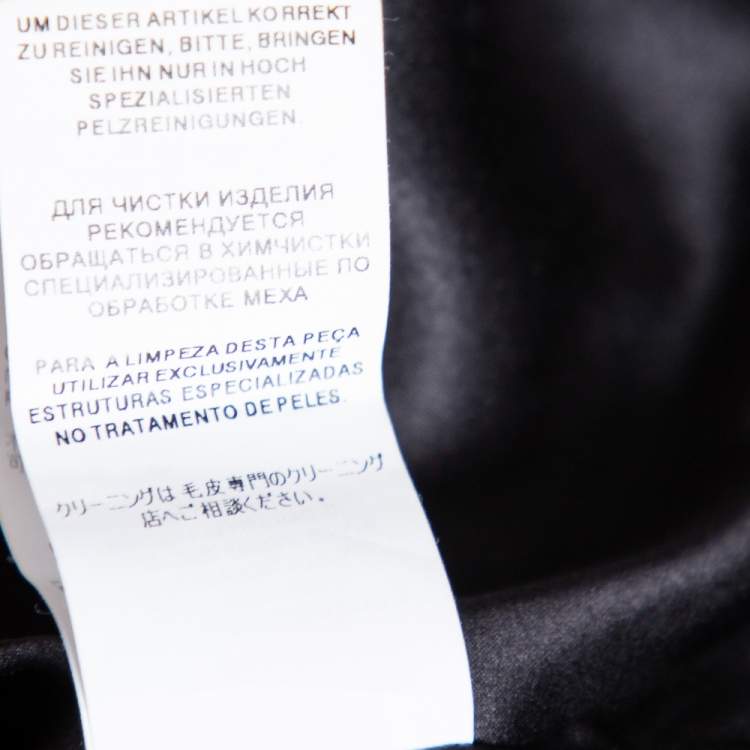 UM DIESER ARTIKEL KORREKT
ZU REINIGEN, BITTE, BRINGEN
SIE IHN NUR IN HOCH
SPEZIALISIERTEN
PELZREINIGUNGEN.
ДЛЯ ЧИСТКИ ИЗДЕЛИЯ
РЕКОМЕНДУЕТСЯ
ОБРАЩАТЬСЯ В ХИМЧИСТКИ
СПЕЦИАЛИЗИРОВАННЫЕ ПО
ОБРАБОТКЕ МЕХА
PARA A LIMPEZA DESTA PEÇA
UTILIZAR EXCLUSIVAMENTE
ESTRUTURAS ESPECIALIZADAS
NO TRATAMENTO DE PELES.
クリーニングは毛皮専門のクリーニング
店へご相談ください。